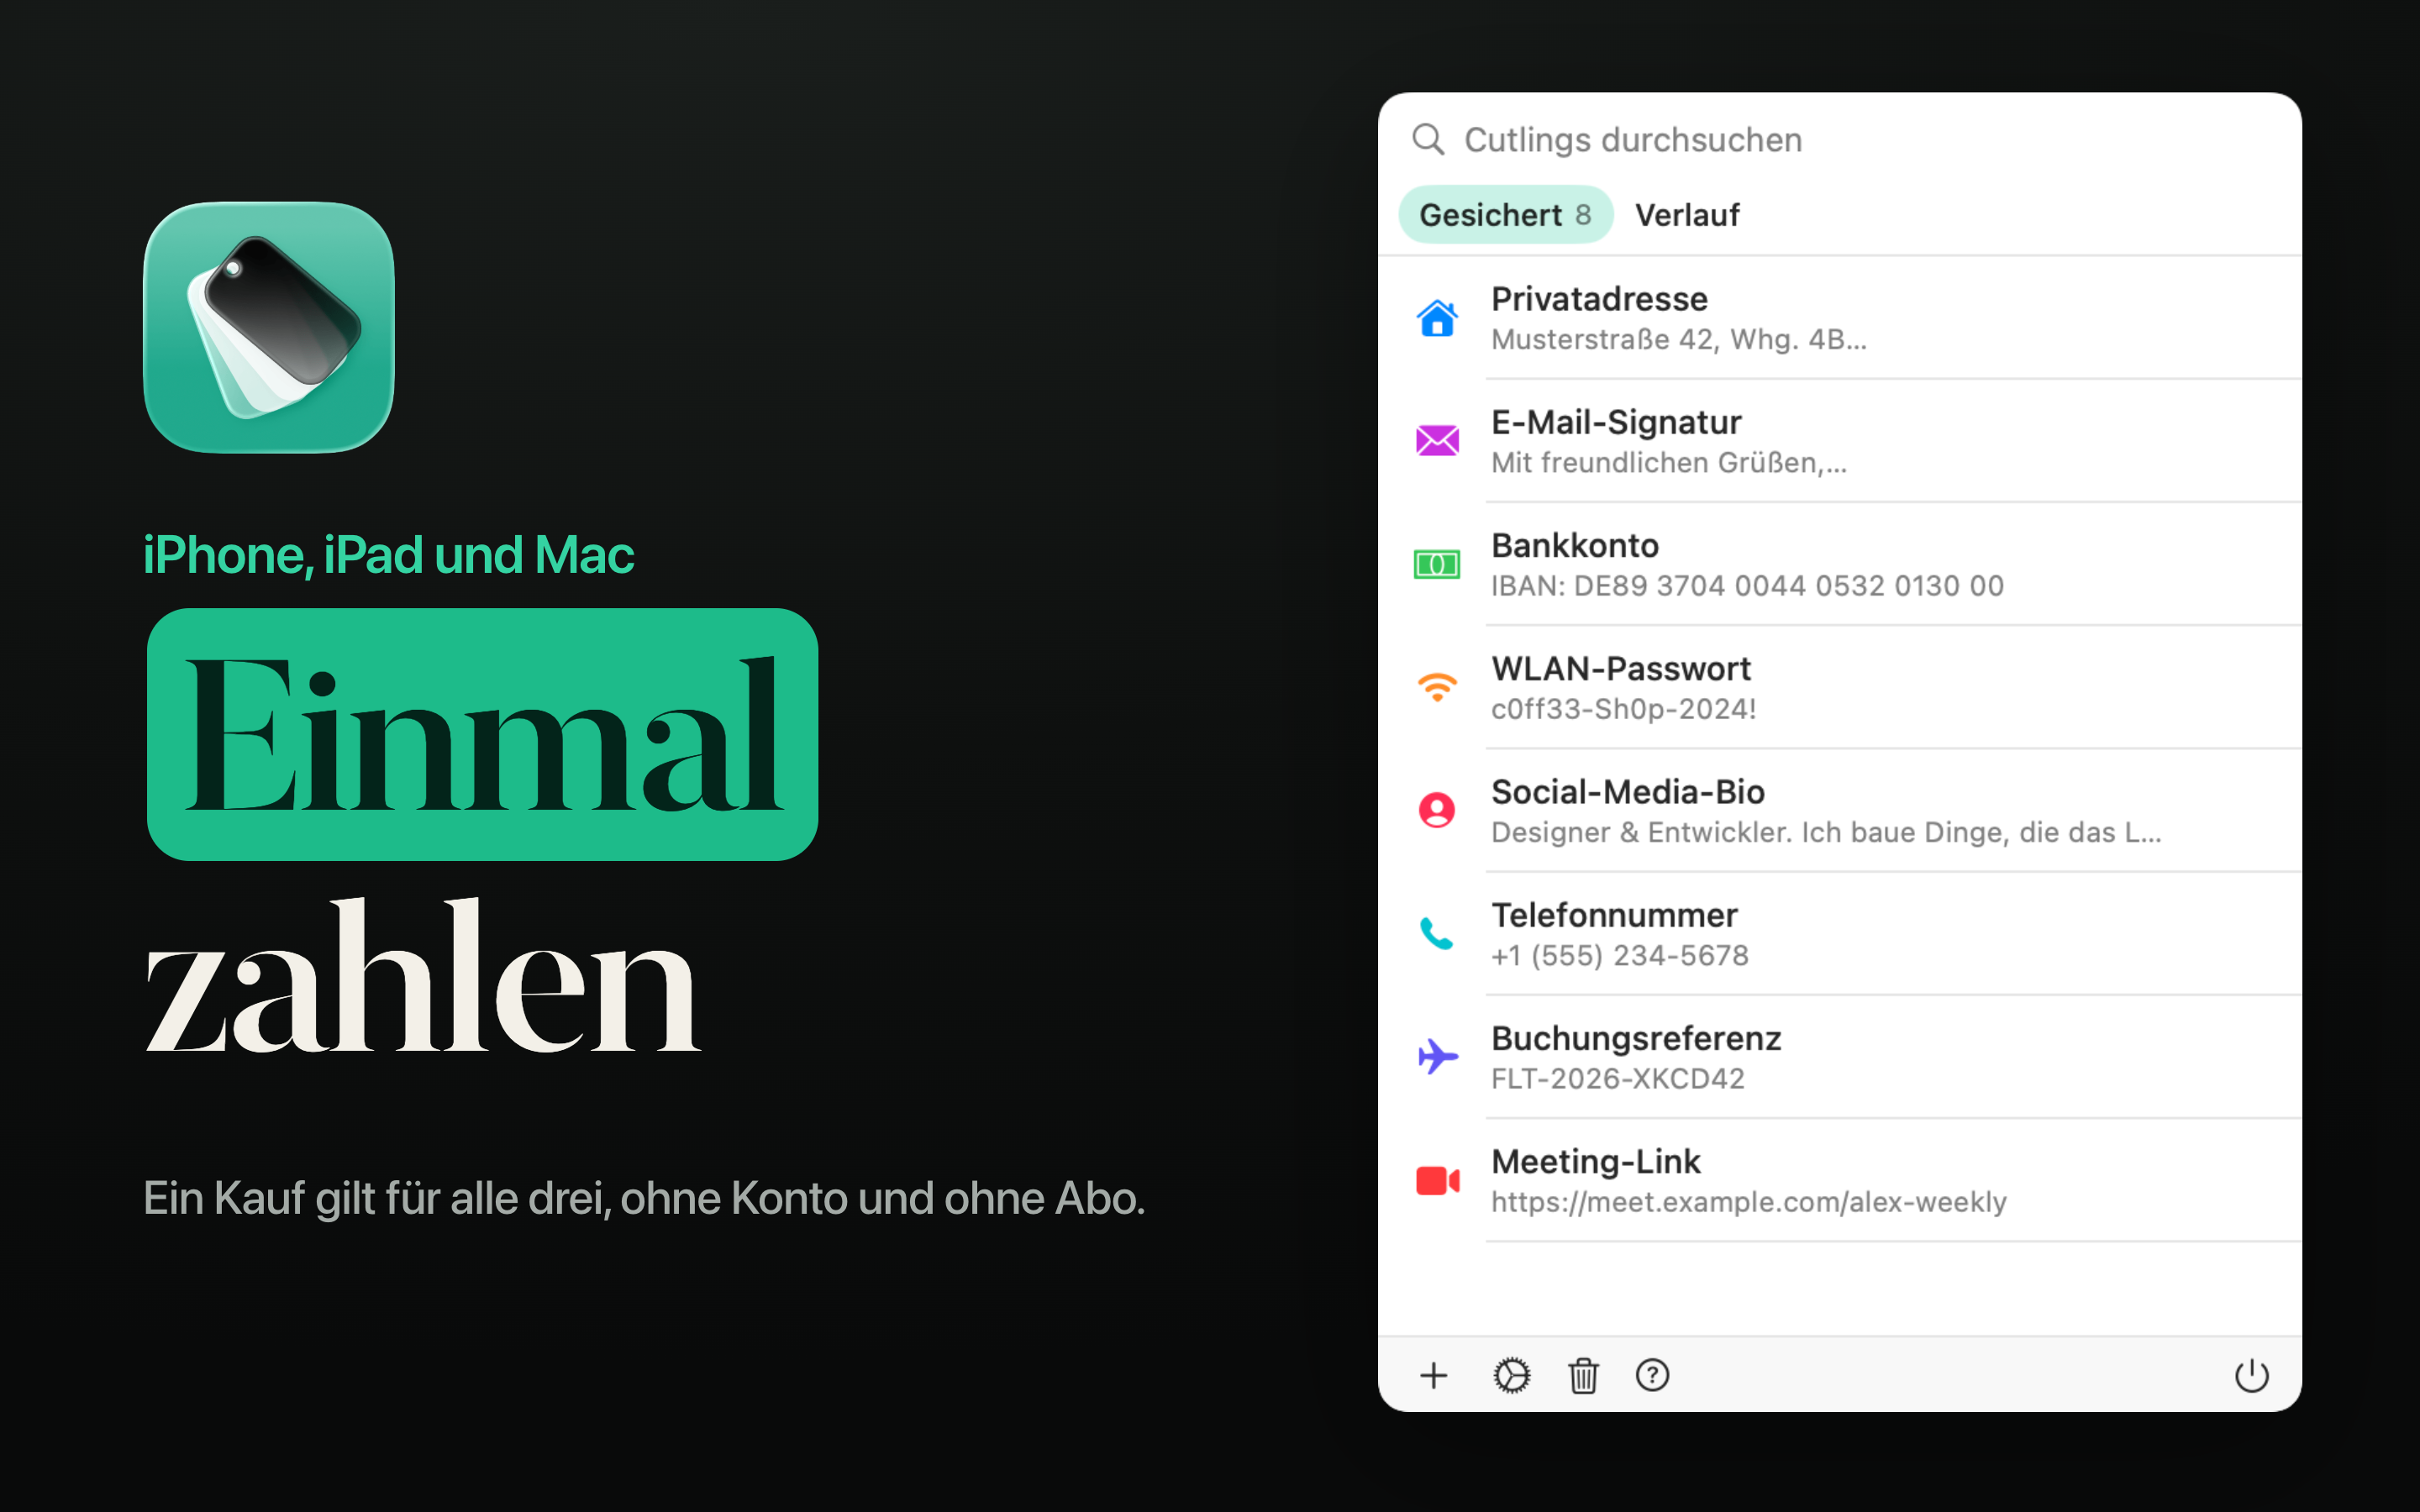 iPhone, iPad und Mac
Einmal
zahlen
Ein Kauf gilt für alle drei, ohne Konto und ohne Abo.
Cutlings durchsuchen
Gesichert 8 Verlauf
Privatadresse
Musterstraße 42, Whg. 4B...
E-Mail-Signatur
Mit freundlichen Grüßen,...
Bankkonto
IBAN: DE89 3704 0044 0532 0130 00
WLAN-Passwort
c0ff33-Sh0p-2024!
Social-Media-Bio
Designer & Entwickler. Ich baue Dinge, die das L...
Telefonnummer
+1 (555) 234-5678
Buchungsreferenz
FLT-2026-XKCD42
Meeting-Link
https://meet.example.com/alex-weekly